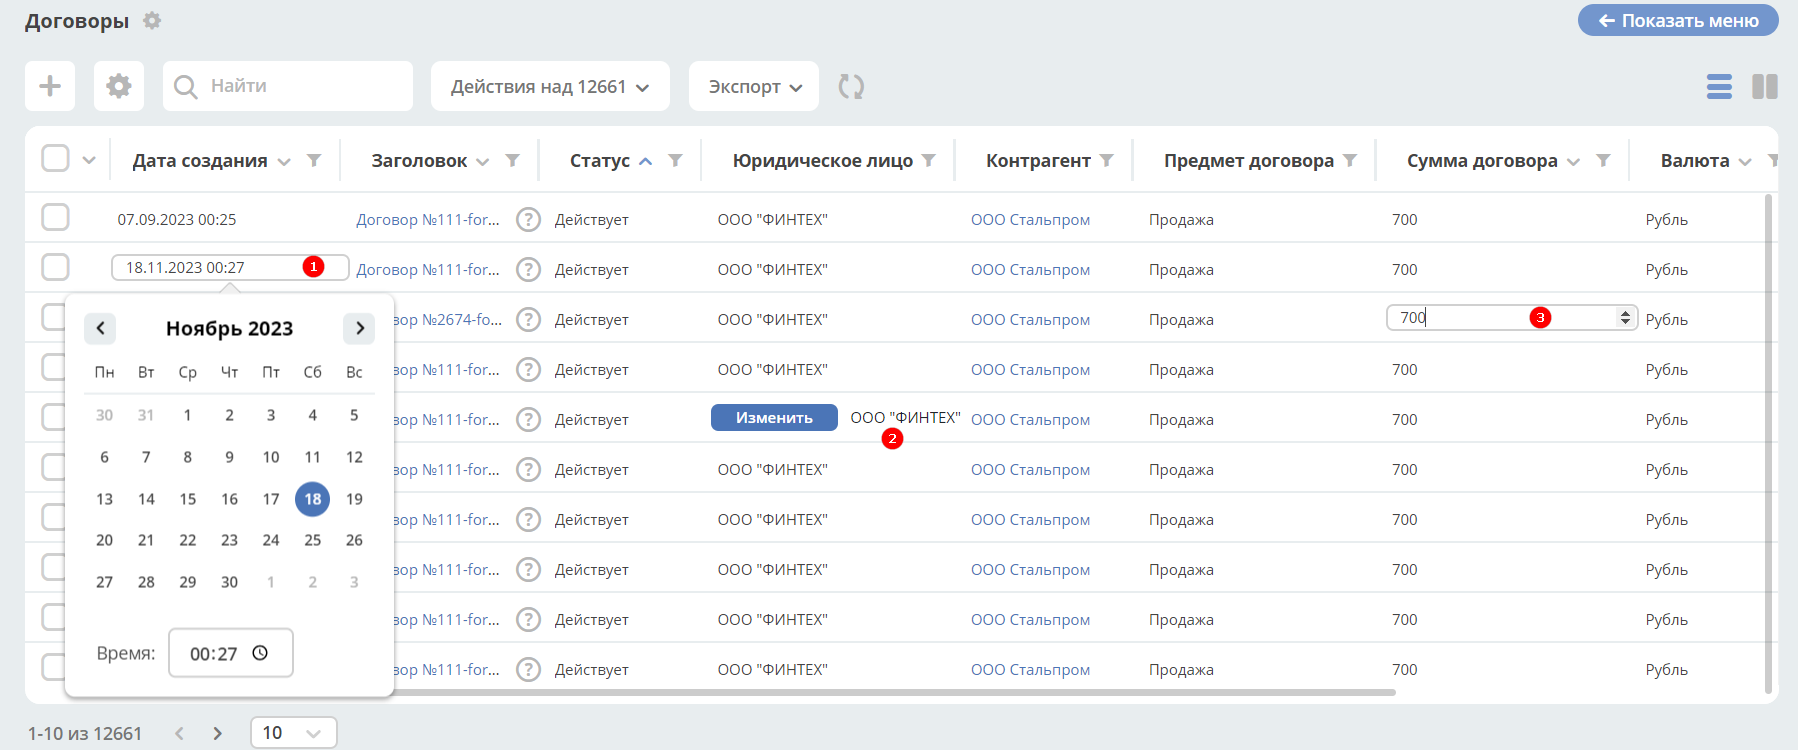 Договоры
Показать меню
Найти
Действия над 12661
Экспорт
Дата создания Заголовок Статус Юридическое лицо Контрагент Предмет договора Сумма договора Валюта
07.09.2023 00:25 Договор №111-for... ? Действует ООО "ФИНТЕХ" ООО Стальпром Продажа 700 Рубль
18.11.2023 00:27 1 Договор №111-for... ? Действует ООО "ФИНТЕХ" ООО Стальпром Продажа 700 Рубль
вор №2674-fo... ? Действует ООО "ФИНТЕХ" ООО Стальпром Продажа 700 3 Рубль
вор №111-for... ? Действует ООО "ФИНТЕХ" ООО Стальпром Продажа 700 Рубль
вор №111-for... ? Действует Изменить ООО "ФИНТЕХ" 2 ООО Стальпром Продажа 700 Рубль
вор №111-for... ? Действует ООО "ФИНТЕХ" ООО Стальпром Продажа 700 Рубль
вор №111-for... ? Действует ООО "ФИНТЕХ" ООО Стальпром Продажа 700 Рубль
вор №111-for... ? Действует ООО "ФИНТЕХ" ООО Стальпром Продажа 700 Рубль
вор №111-for... ? Действует ООО "ФИНТЕХ" ООО Стальпром Продажа 700 Рубль
вор №111-for... ? Действует ООО "ФИНТЕХ" ООО Стальпром Продажа 700 Рубль
Ноябрь 2023
Пн Вт Ср Чт Пт Сб Вс
30 31 1 2 3 4 5
6 7 8 9 10 11 12
13 14 15 16 17 18 19
20 21 22 23 24 25 26
27 28 29 30 1 2 3
Время: 00:27
1-10 из 12661 10